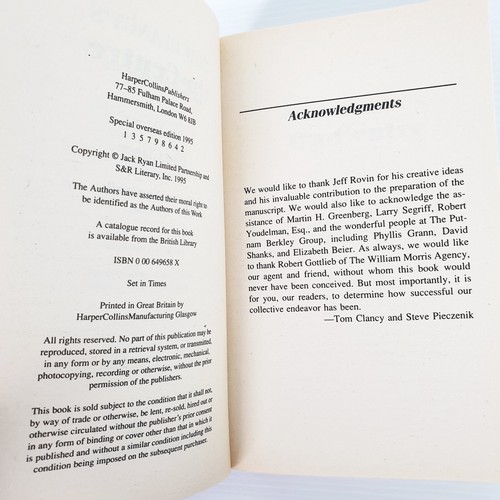 HarperCollinsPublishers
77–85 Fulham Palace Road,
Hammersmith, London W6 8JB
Special overseas edition 1995
1 3 5 7 9 8 6 4 2
Copyright © Jack Ryan Limited Partnership and
S&R Literary, Inc. 1995
The Authors have asserted their moral right to
be identified as the Authors of this Work
A catalogue record for this book
is available from the British Library
ISBN 0 00 649658 X
Set in Times
Printed in Great Britain by
HarperCollinsManufacturing Glasgow
All rights reserved. No part of this publication may be
reproduced, stored in a retrieval system, or transmitted,
in any form or by any means, electronic, mechanical,
photocopying, recording or otherwise, without the prior
permission of the publishers.
This book is sold subject to the condition that it shall not,
by way of trade or otherwise, be lent, re-sold, hired out or
otherwise circulated without the publisher's prior consent
in any form of binding or cover other than that in which it
is published and without a similar condition including this
condition being imposed on the subsequent purchaser.
Acknowledgments
We would like to thank Jeff Rovin for his creative ideas
and his invaluable contribution to the preparation of the
manuscript. We would also like to acknowledge the as-
sistance of Martin H. Greenberg, Larry Segriff, Robert
Youdelman, Esq., and the wonderful people at The Put-
nam Berkley Group, including Phyllis Grann, David
Shanks, and Elizabeth Beier. As always, we would like
to thank Robert Gottlieb of The William Morris Agency,
our agent and friend, without whom this book would
never have been conceived. But most importantly, it is
for you, our readers, to determine how successful our
collective endeavor has been.
—Tom Clancy and Steve Pieczenik